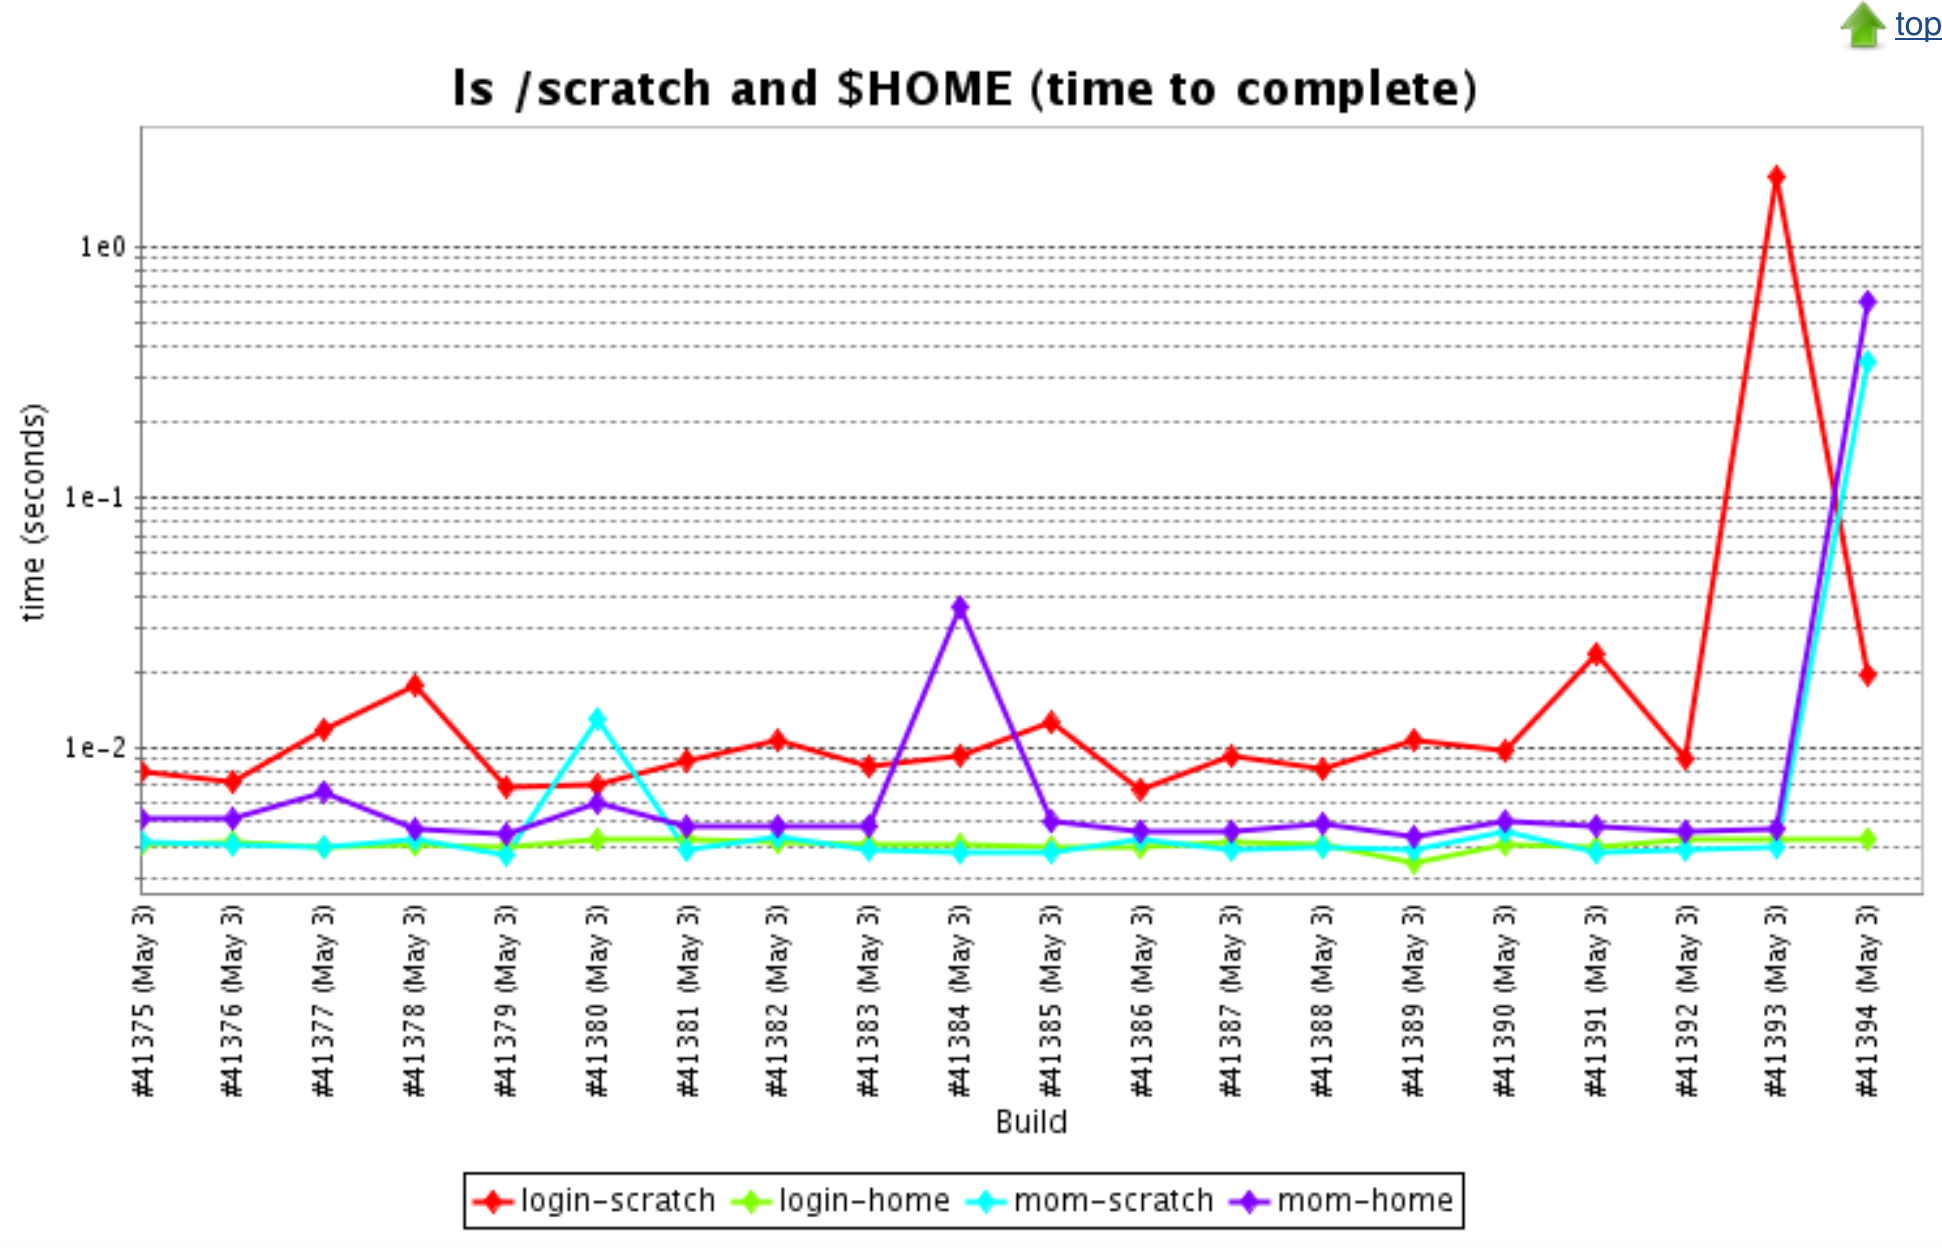 top
ls /scratch and $HOME (time to complete)
1e0
1e-1
1e-2
time (seconds)
#41375 (May 3)
#41376 (May 3)
#41377 (May 3)
#41378 (May 3)
#41379 (May 3)
#41380 (May 3)
#41381 (May 3)
#41382 (May 3)
#41383 (May 3)
#41384 (May 3)
#41385 (May 3)
#41386 (May 3)
#41387 (May 3)
#41388 (May 3)
#41389 (May 3)
#41390 (May 3)
#41391 (May 3)
#41392 (May 3)
#41393 (May 3)
#41394 (May 3)
Build
login-scratch login-home mom-scratch mom-home